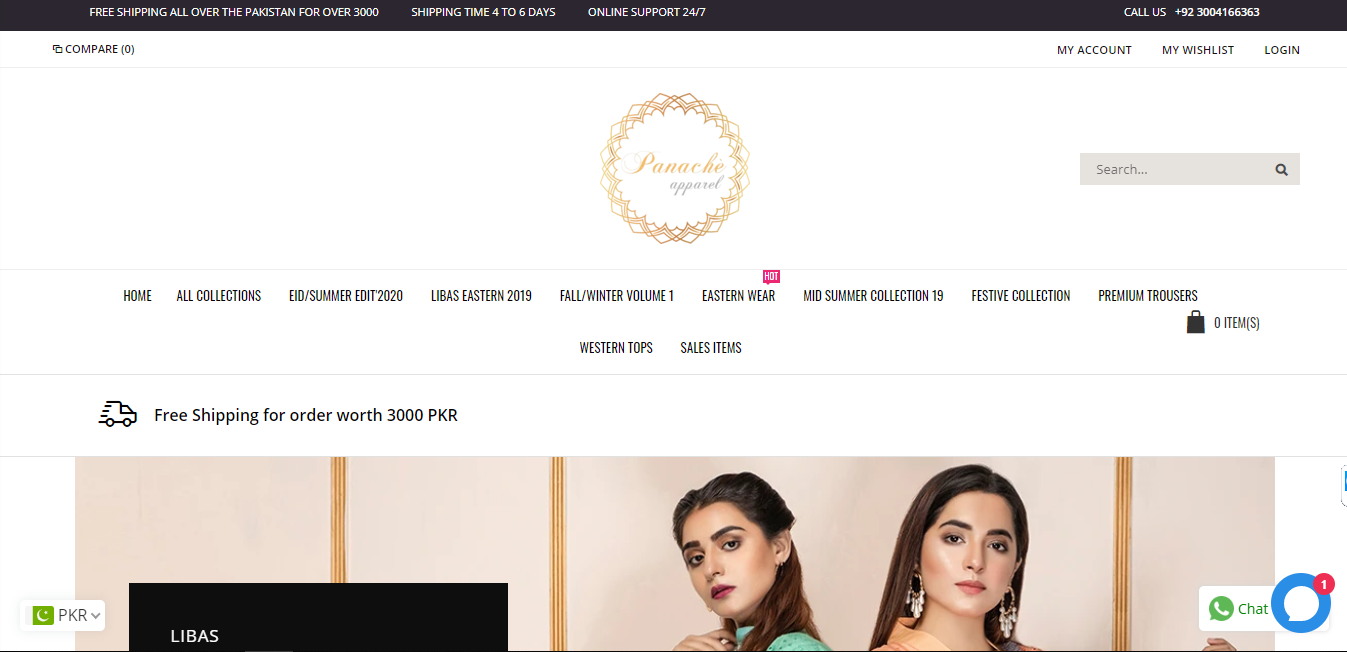 FREE SHIPPING ALL OVER THE PAKISTAN FOR OVER 3000 SHIPPING TIME 4 TO 6 DAYS ONLINE SUPPORT 24/7 CALL US +92 3004166363
COMPARE (0) MY ACCOUNT MY WISHLIST LOGIN
Panachè
apparel
Search...
HOT
HOME ALL COLLECTIONS EID/SUMMER EDIT'2020 LIBAS EASTERN 2019 FALL/WINTER VOLUME 1 EASTERN WEAR MID SUMMER COLLECTION 19 FESTIVE COLLECTION PREMIUM TROUSERS
0 ITEM(S)
WESTERN TOPS SALES ITEMS
Free Shipping for order worth 3000 PKR
LIBAS
PKR
Chat
1